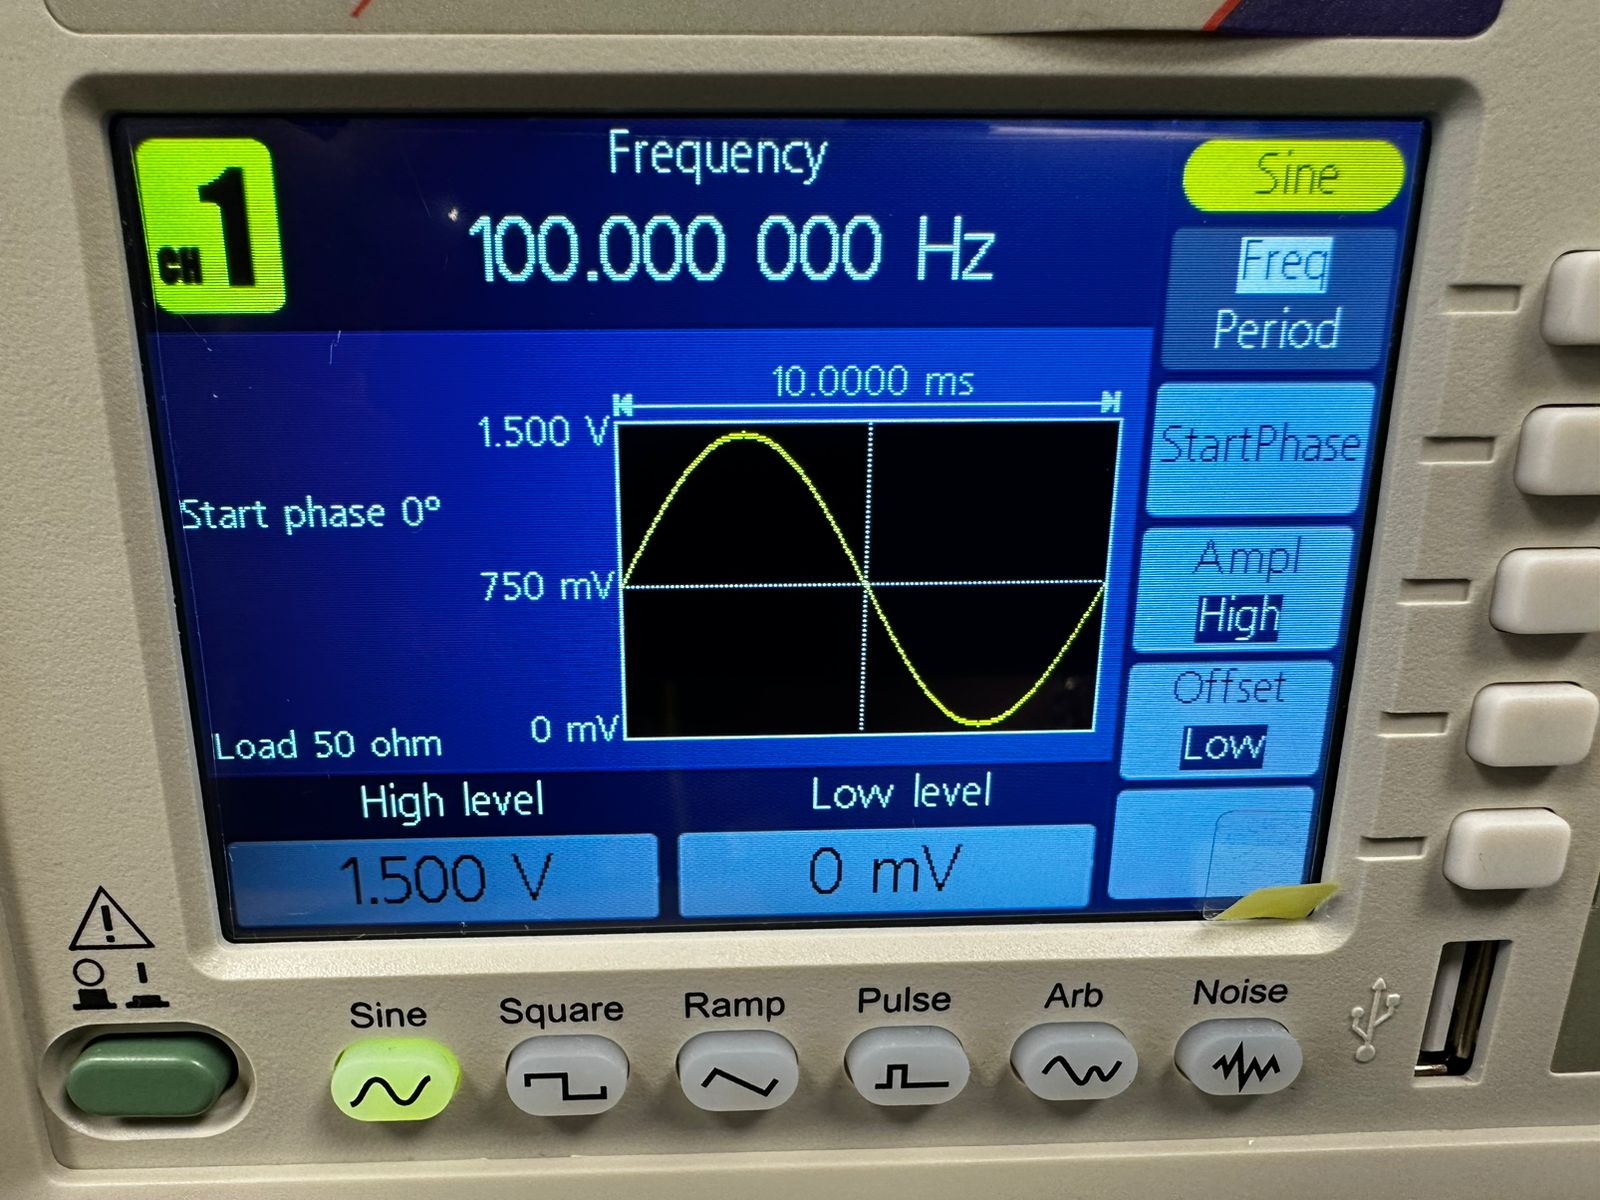 CH 1
Frequency
100.000 000 Hz
Sine
Freq
Period
10.0000 ms
1.500 V
StartPhase
Start phase 0°
Ampl
High
750 mV
Offset
Low
0 mV
Load 50 ohm
High level
Low level
1.500 V
0 mV
Sine
Square
Ramp
Pulse
Arb
Noise